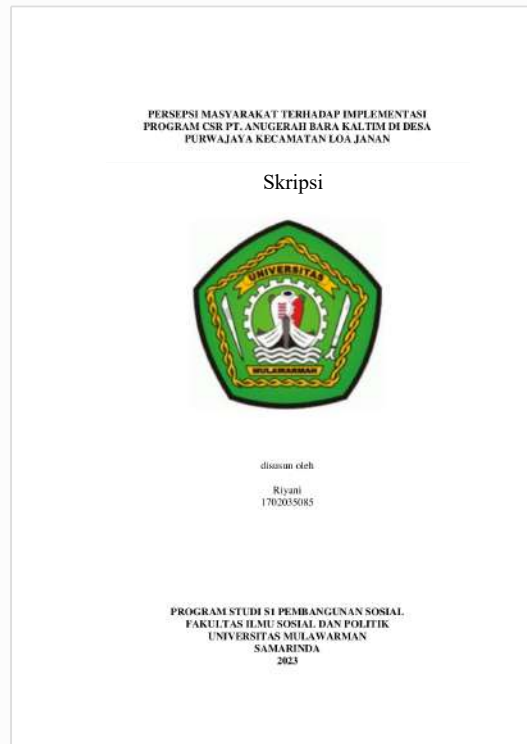 PERSEPSI MASYARAKAT TERHADAP IMPLEMENTASI
PROGRAM CSR PT. ANUGERAH BARA KALTIM DI DESA
PURWAJAYA KECAMATAN LOA JANAN
Skripsi
UNIVERSITAS
MULAWARMAN
disusun oleh
Riyani
1702035085
PROGRAM STUDI S1 PEMBANGUNAN SOSIAL
FAKULTAS ILMU SOSIAL DAN POLITIK
UNIVERSITAS MULAWARMAN
SAMARINDA
2023